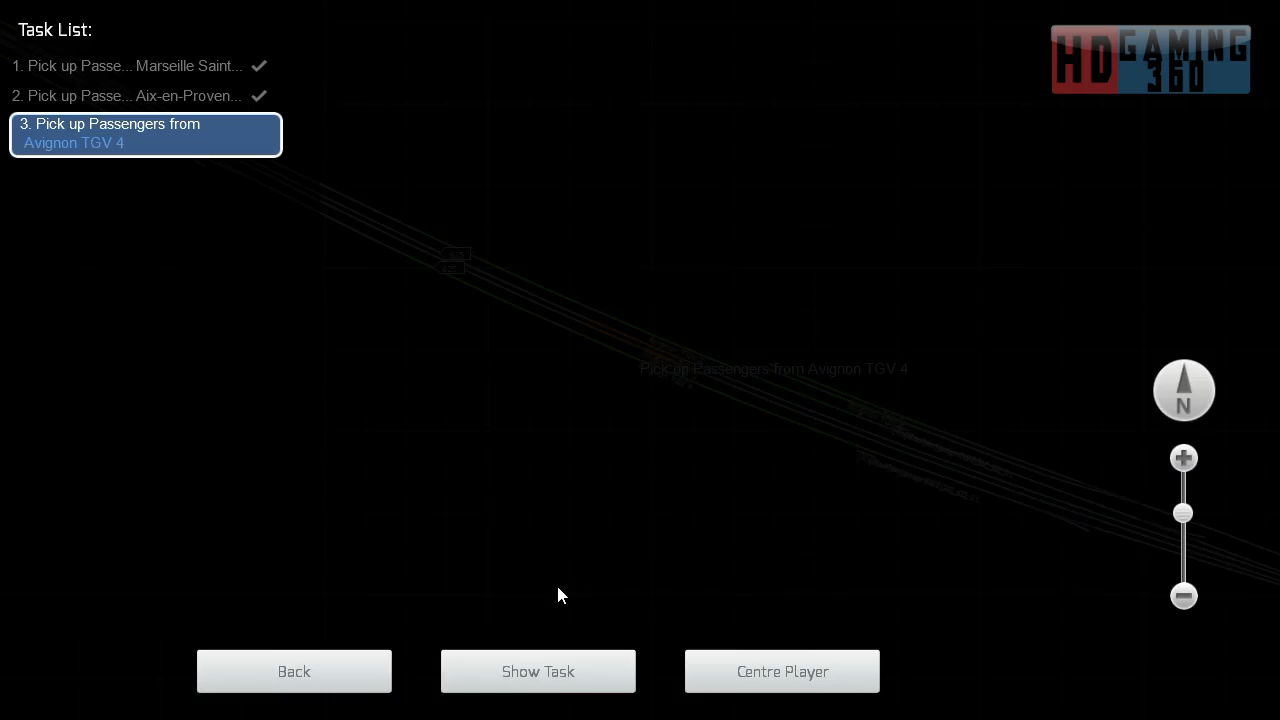 Task List:
1. Pick up Passe... Marseille Saint...
2. Pick up Passe... Aix-en-Proven...
3. Pick up Passengers from
Avignon TGV 4
HD GAMING
360
Pick up Passengers from Avignon TGV 4
N
Back
Show Task
Centre Player